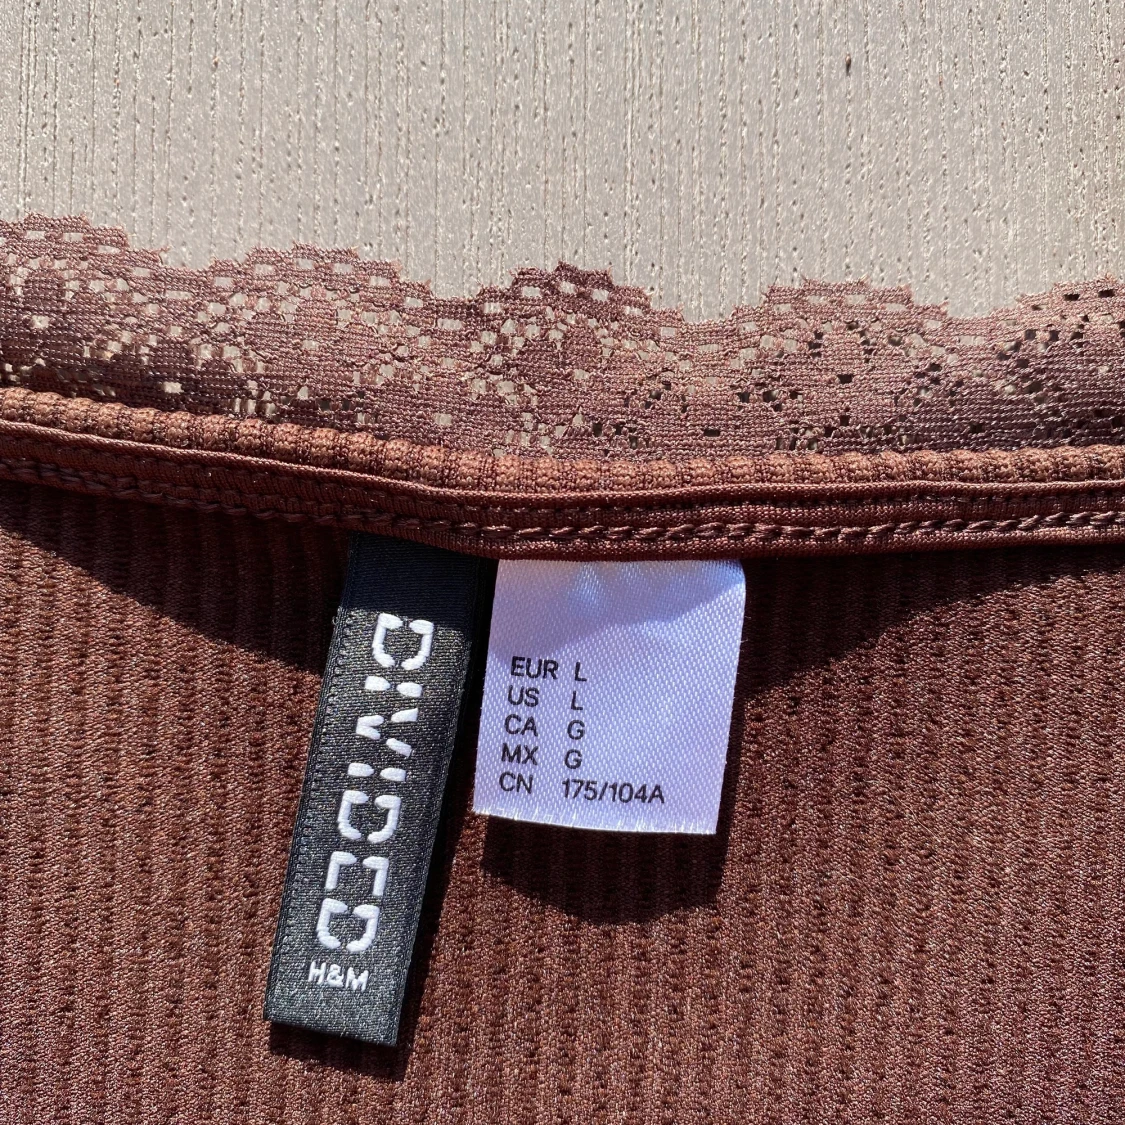 DIVIDED
H&M
EUR L
US L
CA G
MX G
CN 175/104A